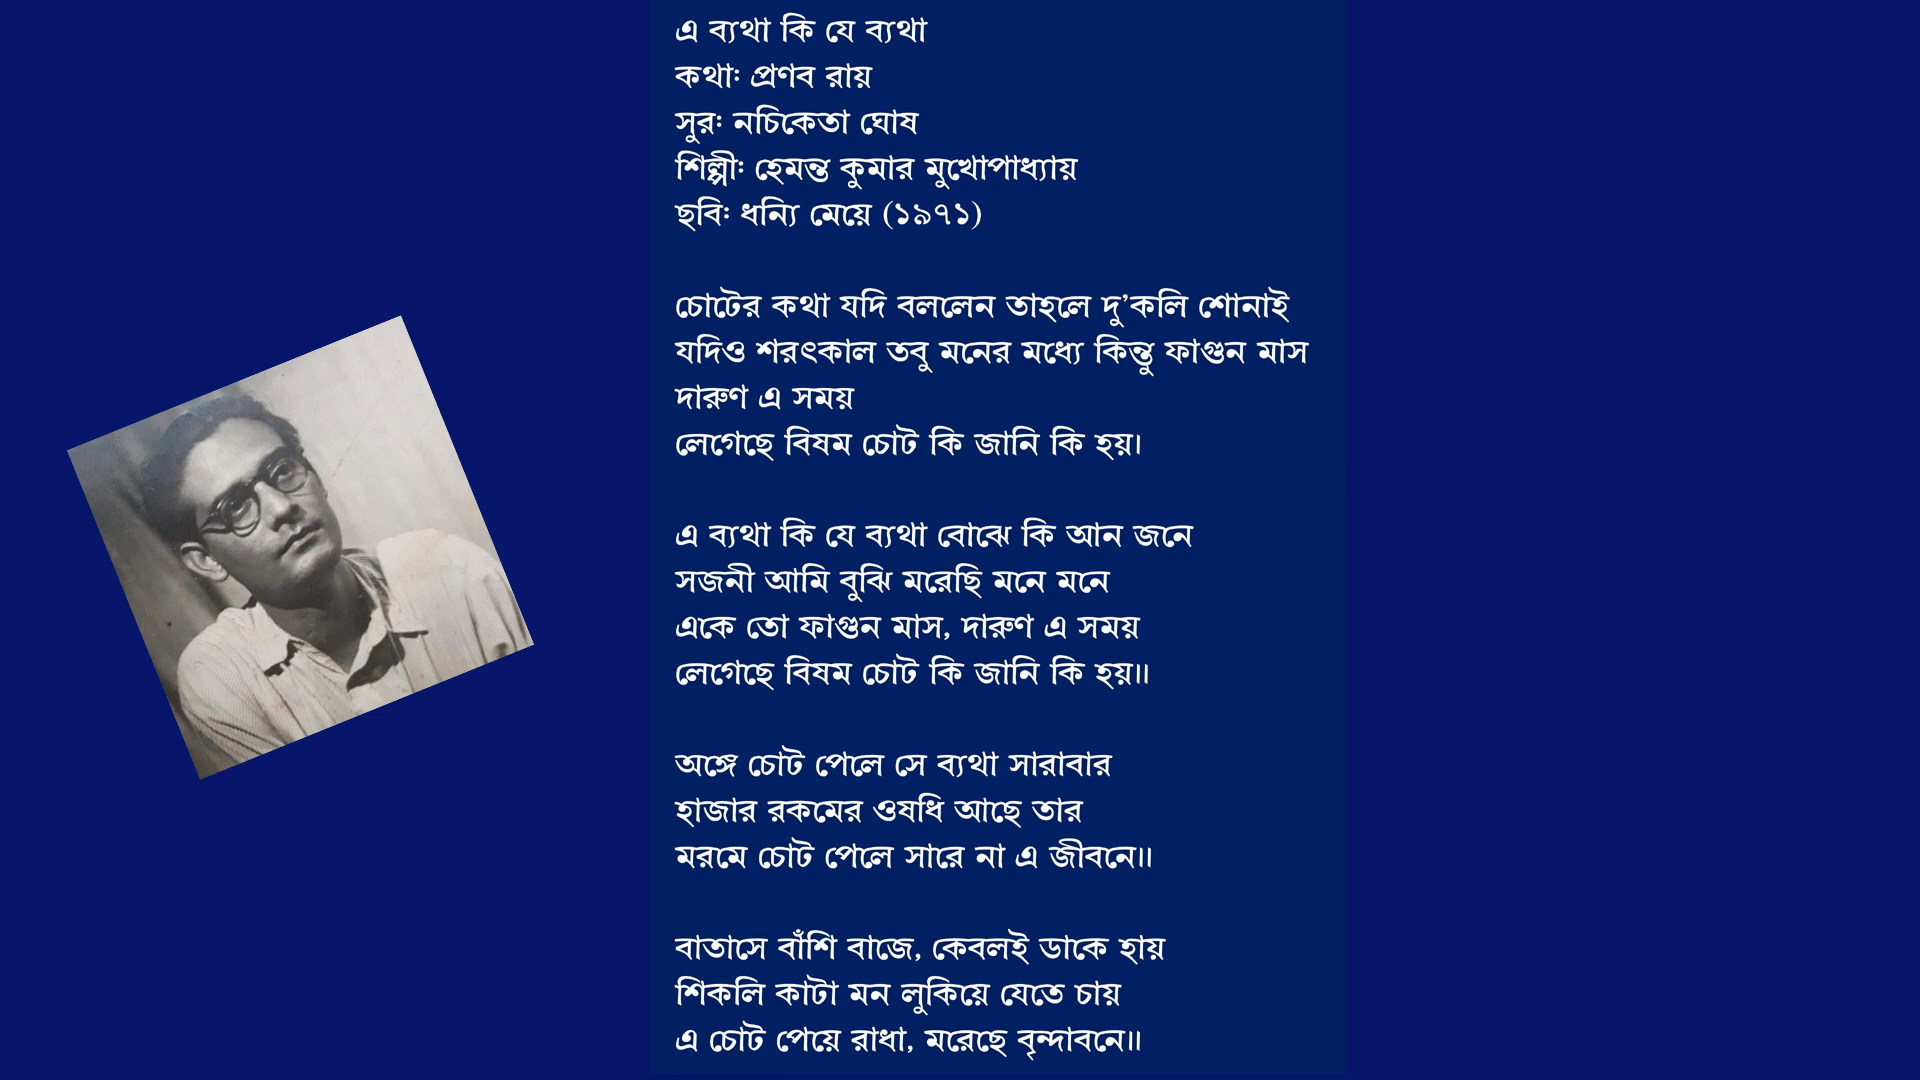 এ ব্যথা কি যে ব্যথা
কথাঃ প্রণব রায়
সুরঃ নচিকেতা ঘোষ
শিল্পীঃ হেমন্ত কুমার মুখোপাধ্যায়
ছবিঃ ধন্যি মেয়ে (১৯৭১)
চোটের কথা যদি বললেন তাহলে দু’কলি শোনাই
যদিও শরৎকাল তবু মনের মধ্যে কিন্তু ফাগুন মাস
দারুণ এ সময়
লেগেছে বিষম চোট কি জানি কি হয়।
এ ব্যথা কি যে ব্যথা বোঝে কি আন জনে
সজনী আমি বুঝি মরেছি মনে মনে
একে তো ফাগুন মাস, দারুণ এ সময়
লেগেছে বিষম চোট কি জানি কি হয়॥
অঙ্গে চোট পেলে সে ব্যথা সারাবার
হাজার রকমের ওষধি আছে তার
মরমে চোট পেলে সারে না এ জীবনে॥
বাতাসে বাঁশি বাজে, কেবলই ডাকে হায়
শিকলি কাটা মন লুকিয়ে যেতে চায়
এ চোট পেয়ে রাধা, মরেছে বৃন্দাবনে॥